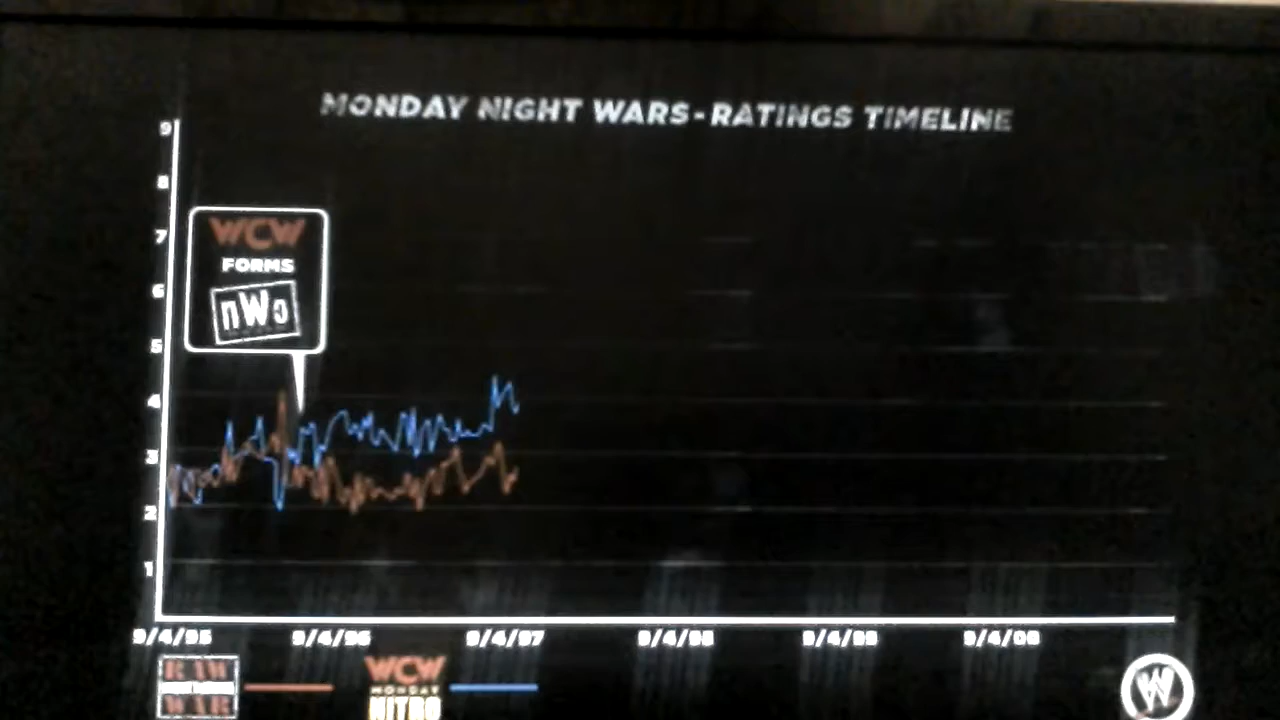 MONDAY NIGHT WARS - RATINGS TIMELINE
9
8
7
6
5
4
3
2
1
WCW
FORMS
nWo
9/4/95
9/4/96
9/4/97
9/4/98
9/4/99
9/4/00
RAW
WAR
WCW
MONDAY
NITRO
W